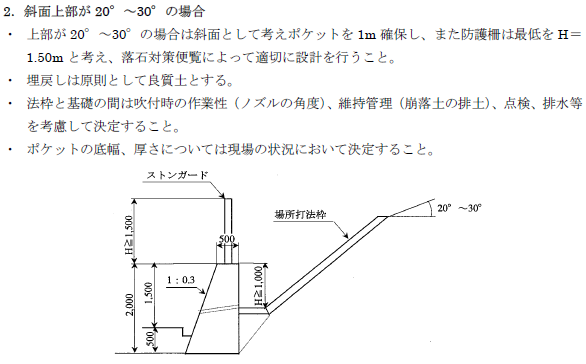 2．斜面上部が 20°～30°の場合
・ 上部が 20°～30°の場合は斜面として考えポケットを 1m 確保し、また防護柵は最低を H＝
1.50m と考え、落石対策便覧によって適切に設計を行うこと。
・ 埋戻しは原則として良質土とする。
・ 法枠と基礎の間は吹付時の作業性（ノズルの角度）、維持管理（崩落土の排土）、点検、排水等
を考慮して決定すること。
・ ポケットの底幅、厚さについては現場の状況において決定すること。
ストンガード
20°～30°
場所打法枠
H≧1,500
500
1：0.3
H≧1,000
2,000
1,500
500